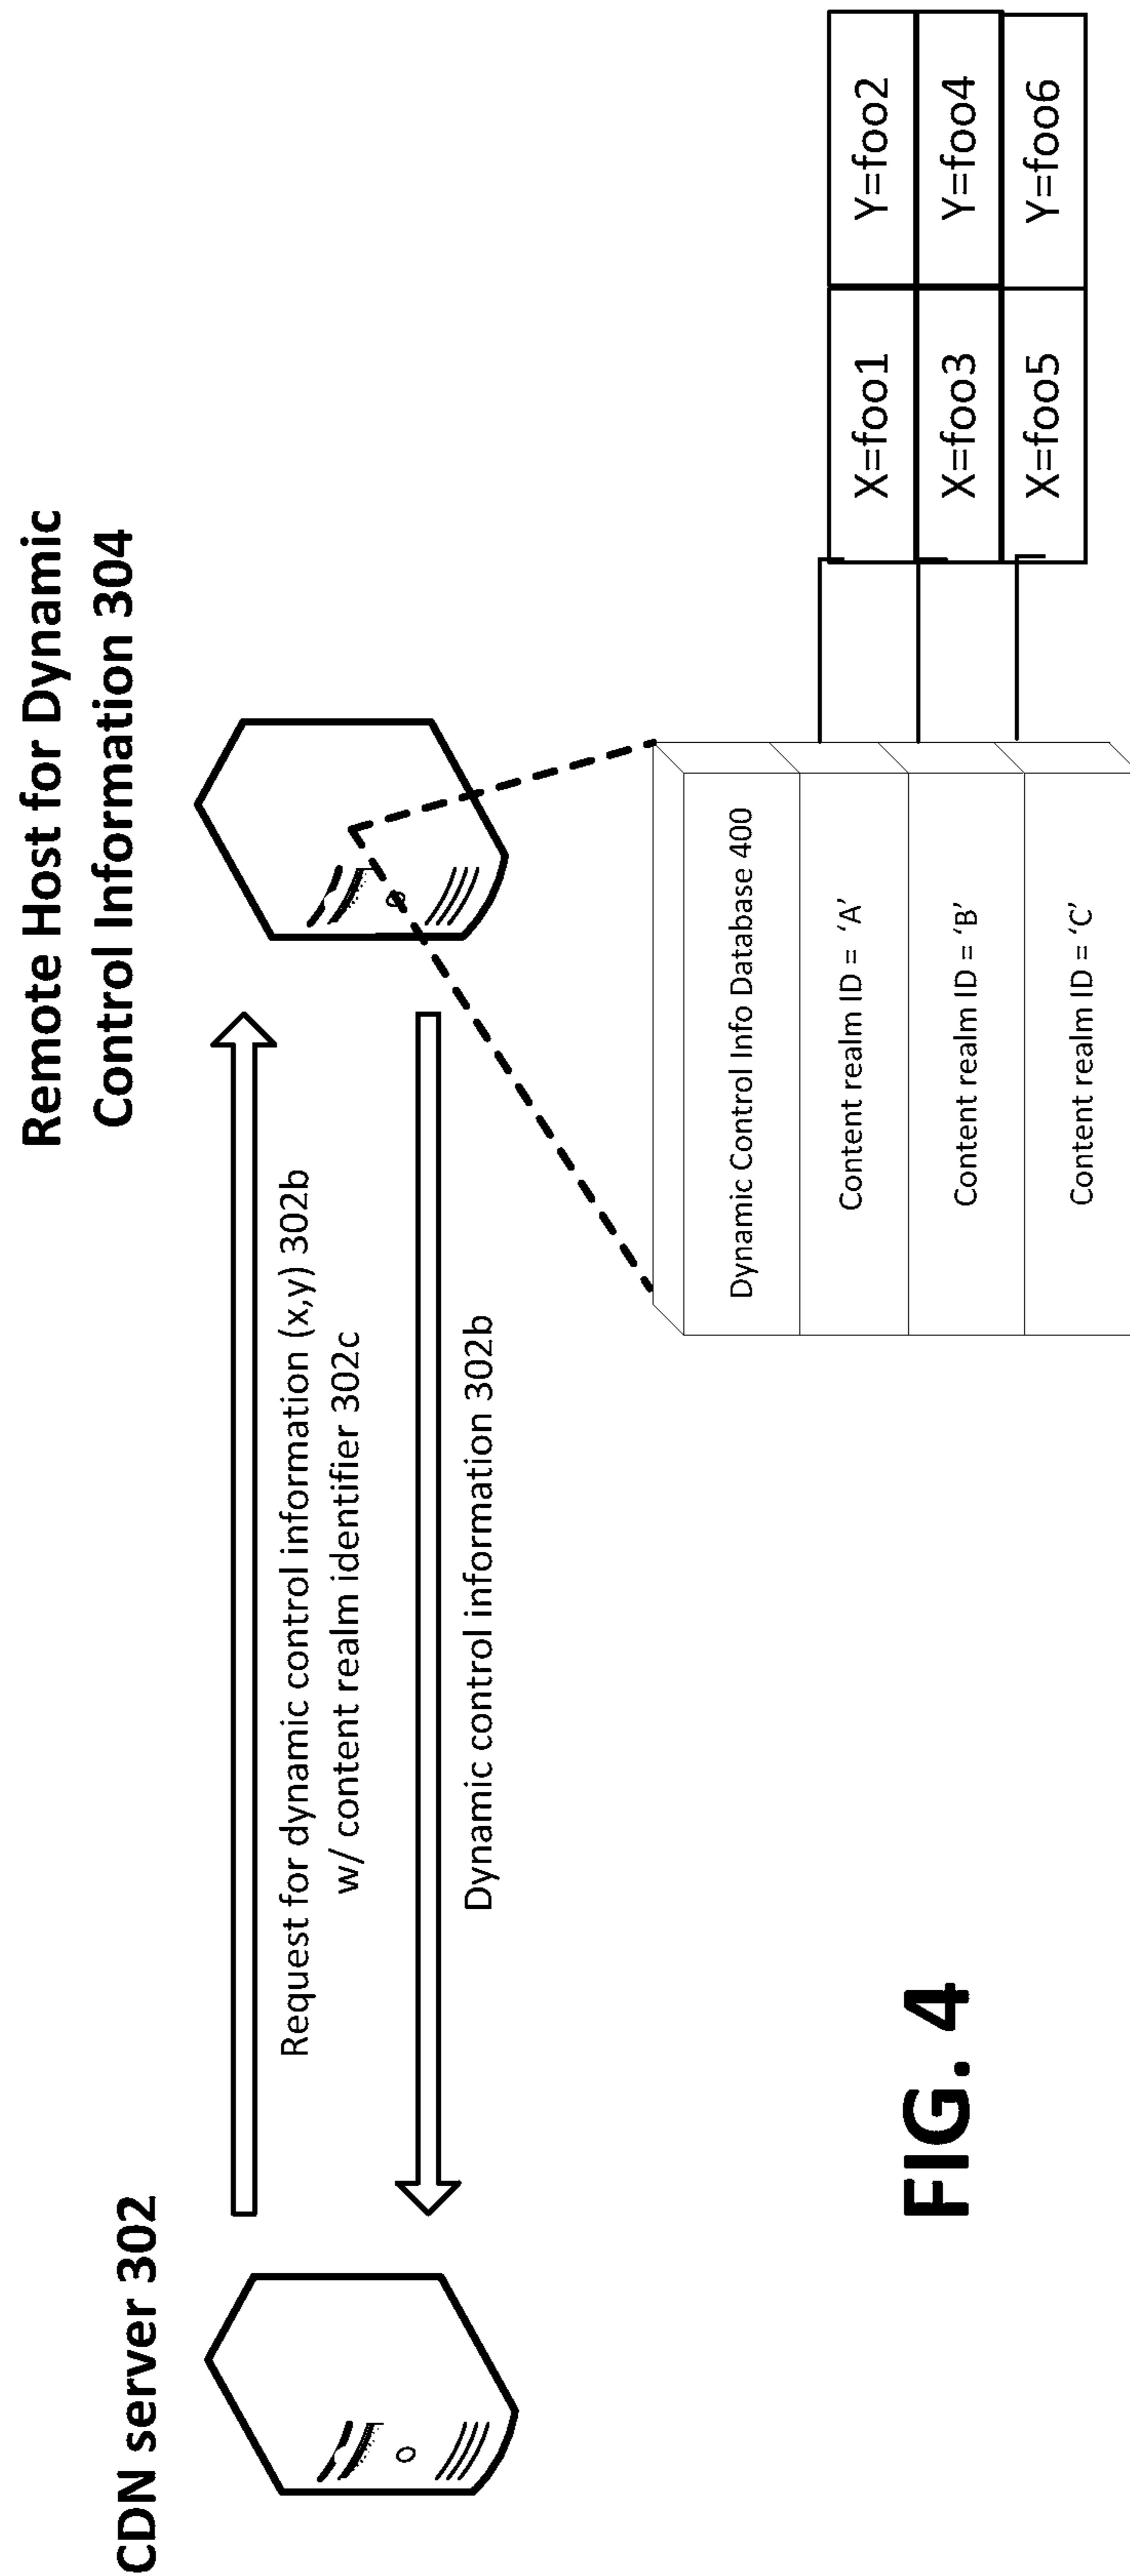 Remote Host for Dynamic
Control Information 304
CDN server 302
Request for dynamic control information (x,y) 302b
w/ content realm identifier 302c
Dynamic control information 302b
Dynamic Control Info Database 400
Content realm ID = ‘A’
X=foo1 Y=foo2
Content realm ID = ‘B’
X=foo3 Y=foo4
Content realm ID = ‘C’
X=foo5 Y=foo6
FIG. 4